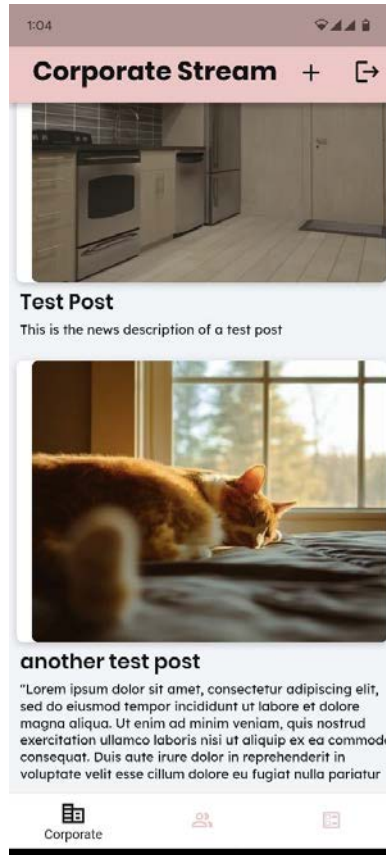 1:04
Corporate Stream
Test Post
This is the news description of a test post
another test post
"Lorem ipsum dolor sit amet, consectetur adipiscing elit,
sed do eiusmod tempor incididunt ut labore et dolore
magna aliqua. Ut enim ad minim veniam, quis nostrud
exercitation ullamco laboris nisi ut aliquip ex ea commodo
consequat. Duis aute irure dolor in reprehenderit in
voluptate velit esse cillum dolore eu fugiat nulla pariatur
Corporate